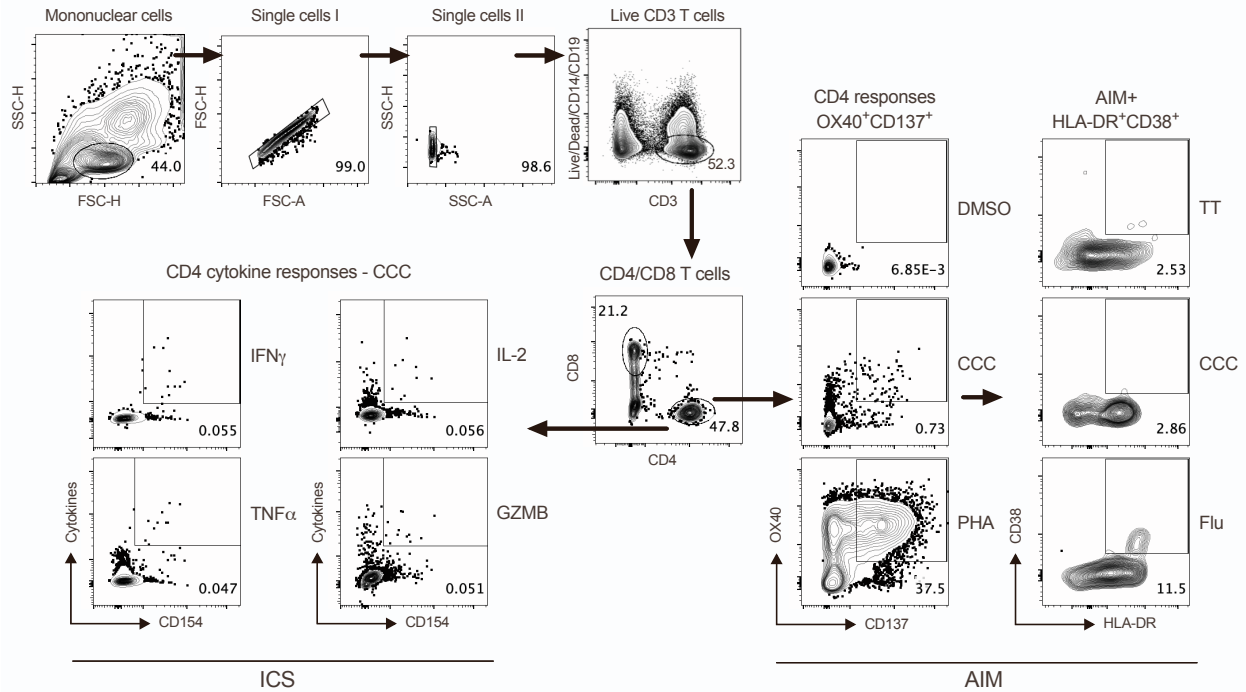 Mononuclear cells
Single cells I
Single cells II
Live CD3 T cells
SSC-H
44.0
FSC-H
FSC-H
99.0
FSC-A
SSC-H
98.6
SSC-A
Live/Dead/CD14/CD19
52.3
CD3
CD4 responses
OX40⁺CD137⁺
AIM+
HLA-DR⁺CD38⁺
DMSO
6.85E-3
TT
2.53
CD4 cytokine responses - CCC
CD4/CD8 T cells
IFNγ
0.055
IL-2
0.056
21.2
CD8
47.8
CD4
CCC
0.73
CCC
2.86
Cytokines
TNFα
0.047
CD154
Cytokines
GZMB
0.051
CD154
OX40
PHA
37.5
CD137
CD38
Flu
11.5
HLA-DR
ICS
AIM